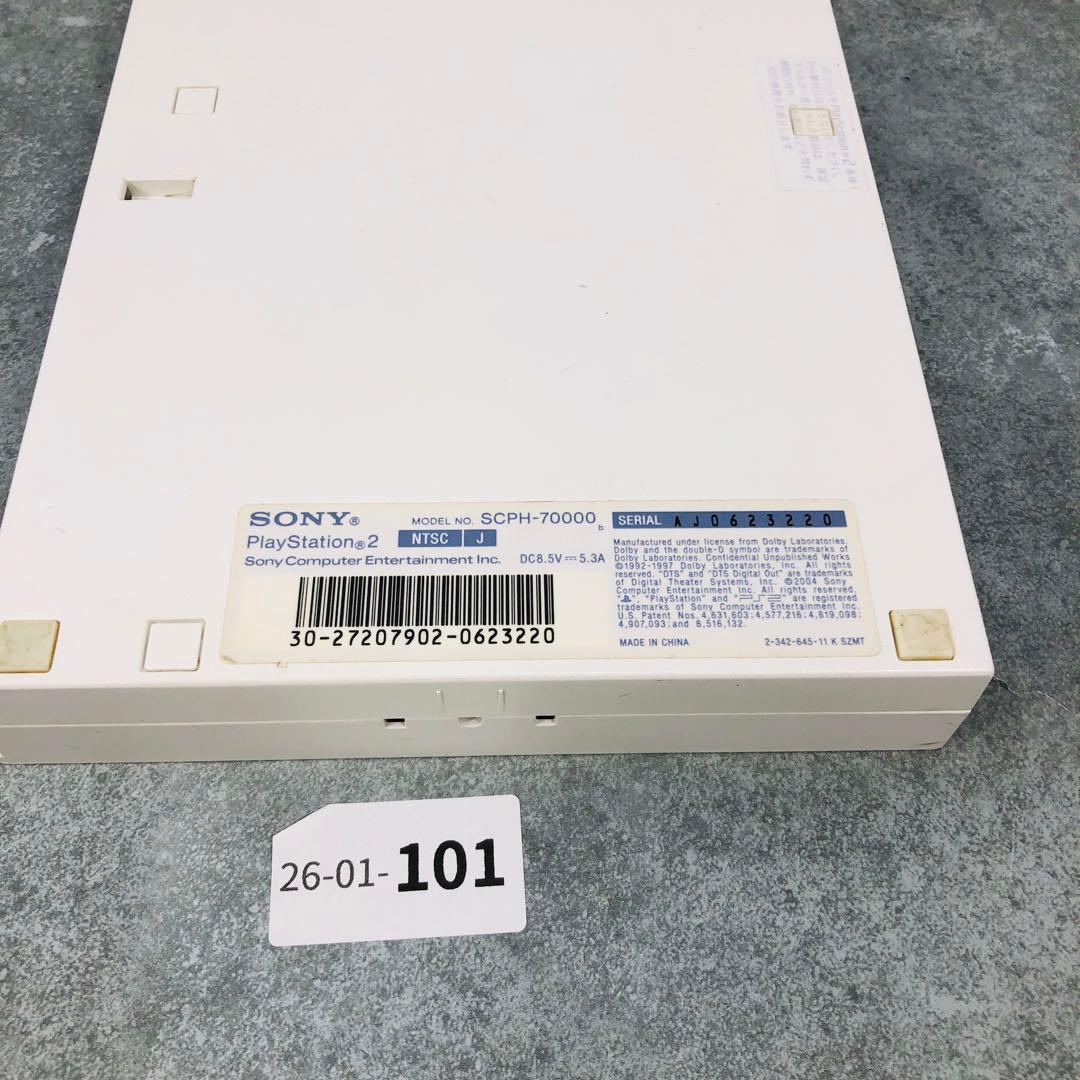 SONY®
MODEL NO. SCPH-70000 b
PlayStation®2 NTSC J
Sony Computer Entertainment Inc. DC8.5V⎓5.3A
30-27207902-0623220
SERIAL AJ0623220
Manufactured under license from Dolby Laboratories.
Dolby and the double-D symbol are trademarks of
Dolby Laboratories. Confidential Unpublished Works
©1992-1997 Dolby Laboratories, Inc. All rights
reserved. "DTS" and "DTS Digital Out" are trademarks
of Digital Theater Systems, Inc. ©2004 Sony
Computer Entertainment Inc. All rights reserved.
" ", "PlayStation" and "PS2" are registered
trademarks of Sony Computer Entertainment Inc.
U.S. Patent Nos. 4,631,603; 4,577,216; 4,819,098;
4,907,093; and 6,516,132.
MADE IN CHINA 2-342-645-11 K SZMT
26-01-101